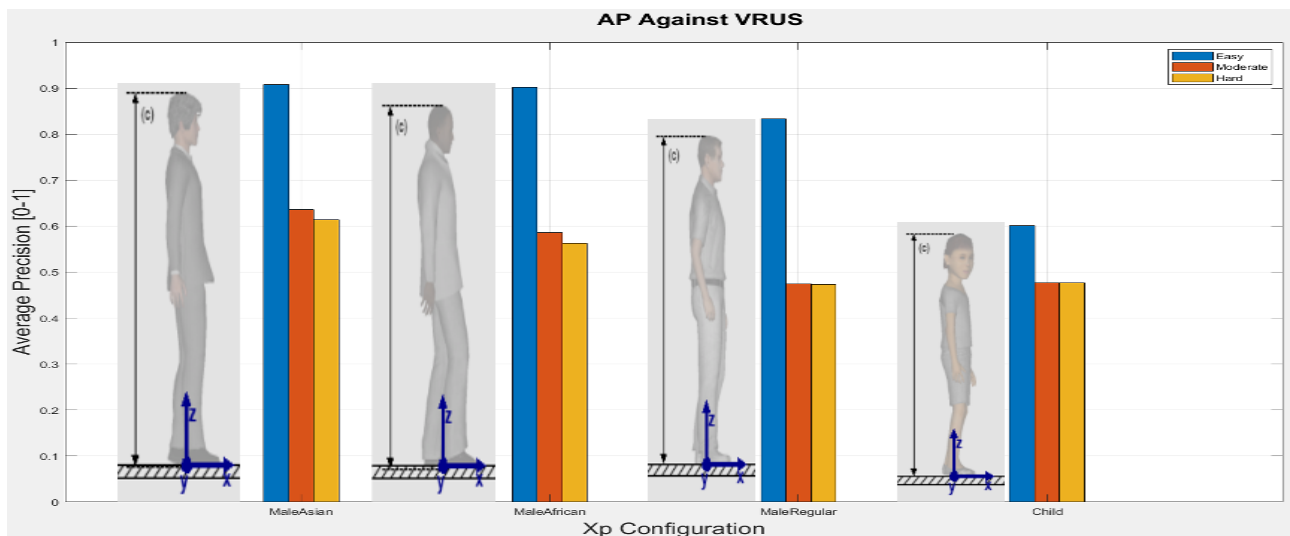 AP Against VRUS
Easy
Moderate
Hard
Average Precision [0-1]
1
0.9
0.8
0.7
0.6
0.5
0.4
0.3
0.2
0.1
0
(c)
(c)
(c)
(c)
Z
X
y
Z
X
y
Z
X
y
Z
X
y
MaleAsian
MaleAfrican
MaleRegular
Child
Xp Configuration